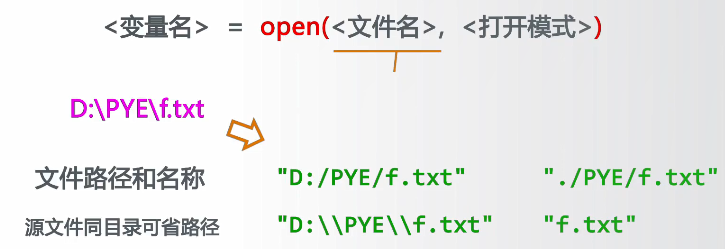 <变量名> = open(<文件名>, <打开模式>)
D:\PYE\f.txt
文件路径和名称 "D:/PYE/f.txt" "./PYE/f.txt"
源文件同目录可省路径 "D:\\PYE\\f.txt" "f.txt"